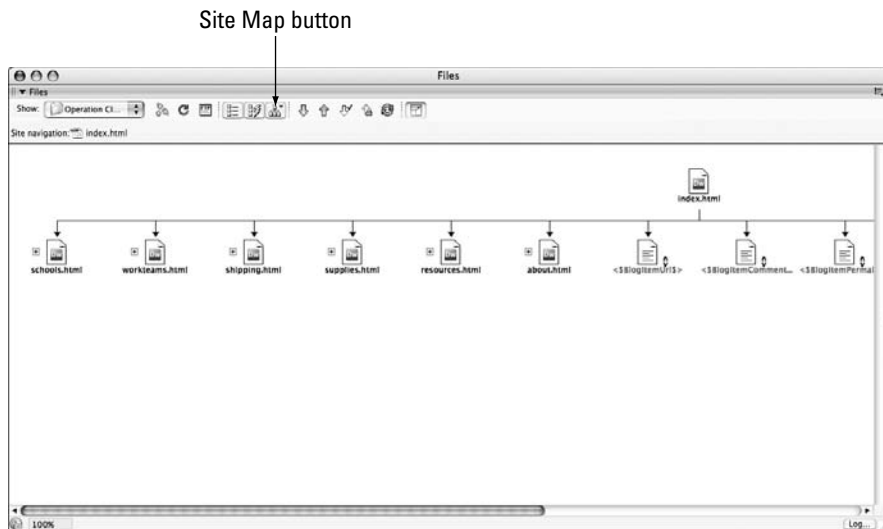 Site Map button
Files
Files
Show: Operation Cl...
Site navigation: index.html
index.html
schools.html
workteams.html
shipping.html
supplies.html
resources.html
about.html
<$BlogItemUrl$>
<$BlogItemComment...
<$BlogItemPermal
100%
Log...